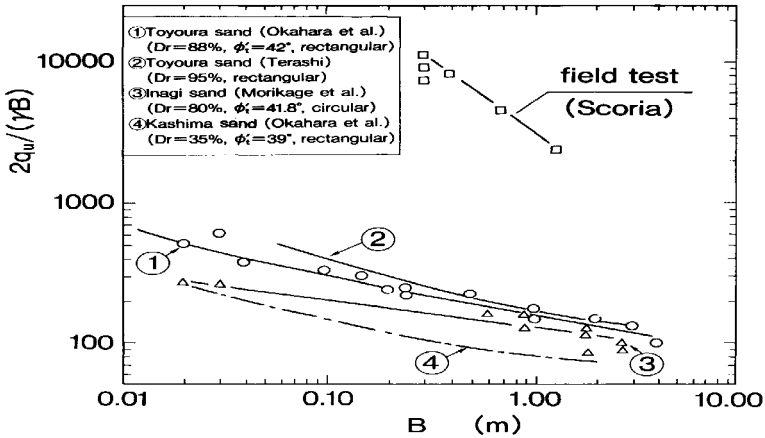 ①Toyoura sand (Okahara et al.)
(Dr=88%, ϕ'ₜ=42°, rectangular)
②Toyoura sand (Terashi)
(Dr=95%, rectangular)
③Inagi sand (Morikage et al.)
(Dr=80%, ϕ'ₜ=41.8°, circular)
④Kashima sand (Okahara et al.)
(Dr=35%, ϕ'ₜ=39°, rectangular)
field test
(Scoria)
10000
1000
100
2qᵤ/(γB)
①
②
③
④
0.01
0.10
1.00
10.00
B (m)